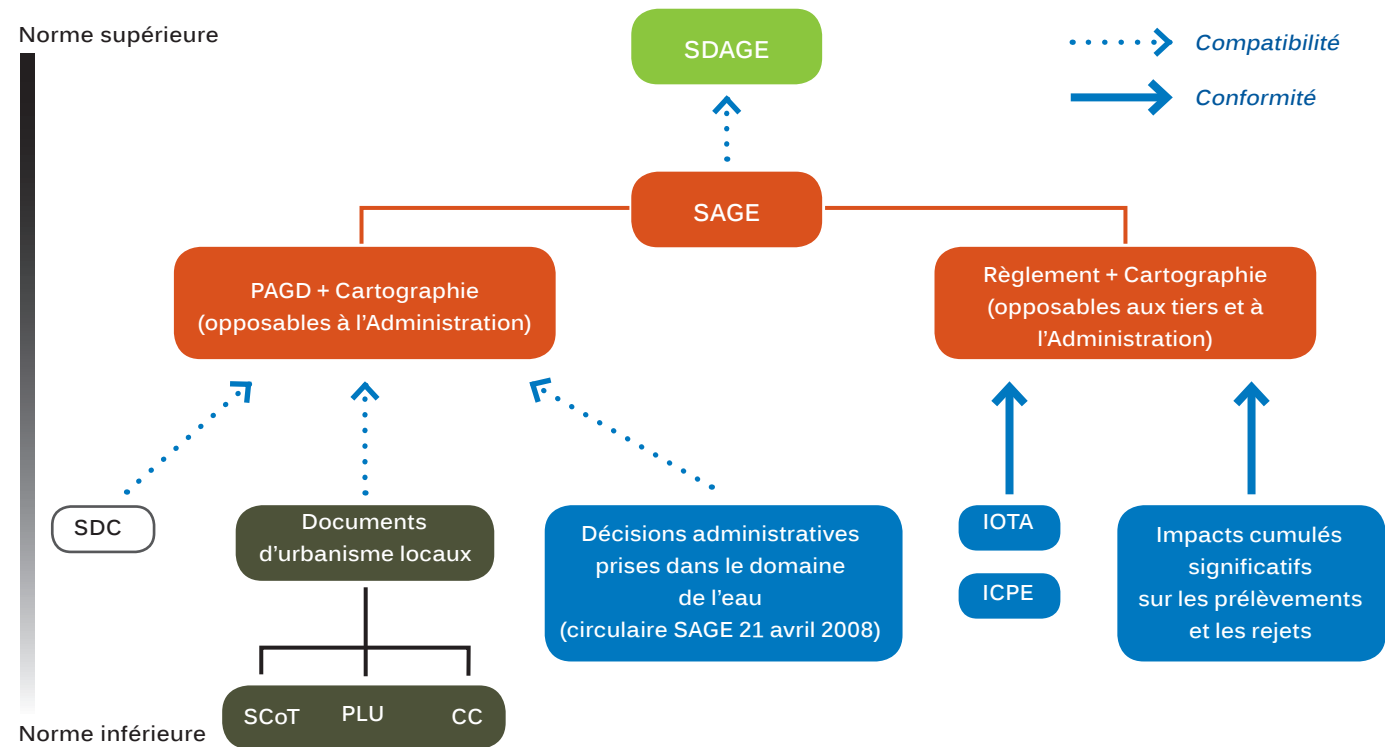 Norme supérieure
SDAGE
Compatibilité
Conformité
SAGE
PAGD + Cartographie
(opposables à l’Administration)
Règlement + Cartographie
(opposables aux tiers et à
l’Administration)
SDC
Documents
d’urbanisme locaux
Décisions administratives
prises dans le domaine
de l’eau
(circulaire SAGE 21 avril 2008)
IOTA
ICPE
Impacts cumulés
significatifs
sur les prélèvements
et les rejets
SCoT PLU CC
Norme inférieure